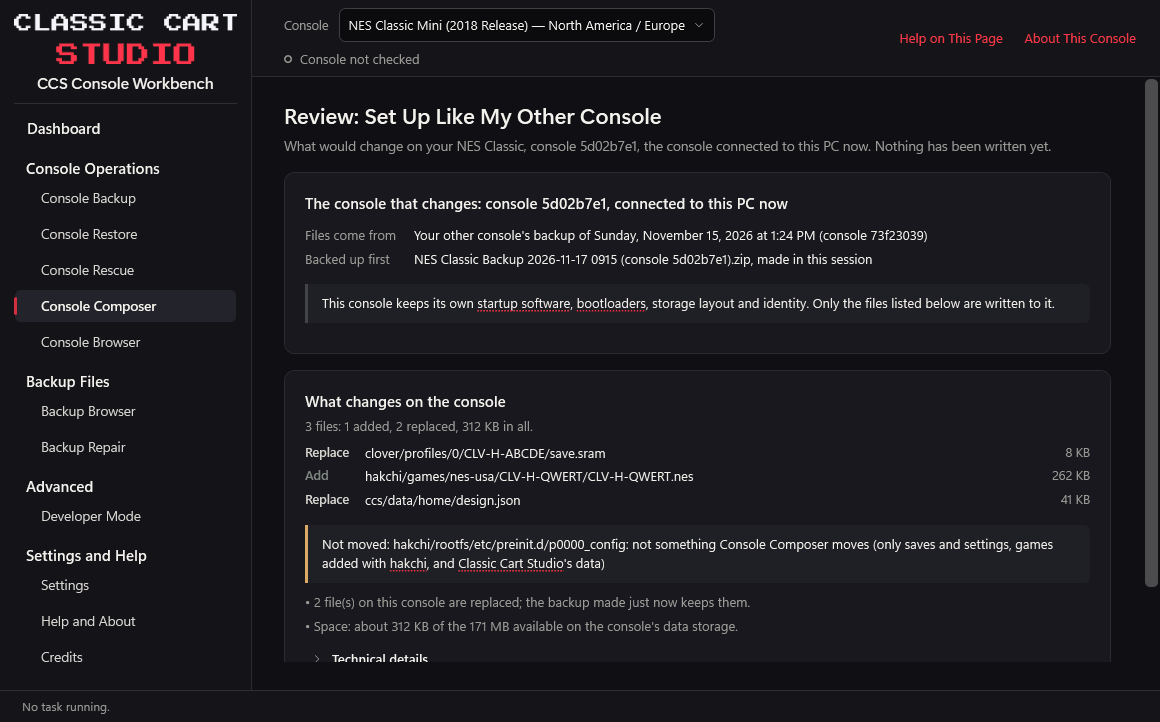 CLASSIC CART
STUDIO
CCS Console Workbench
Dashboard
Console Operations
Console Backup
Console Restore
Console Rescue
Console Composer
Console Browser
Backup Files
Backup Browser
Backup Repair
Advanced
Developer Mode
Settings and Help
Settings
Help and About
Credits
Console
NES Classic Mini (2018 Release) — North America / Europe
Console not checked
Help on This Page
About This Console
Review: Set Up Like My Other Console
What would change on your NES Classic, console 5d02b7e1, the console connected to this PC now. Nothing has been written yet.
The console that changes: console 5d02b7e1, connected to this PC now
Files come from Your other console's backup of Sunday, November 15, 2026 at 1:24 PM (console 73f23039)
Backed up first NES Classic Backup 2026-11-17 0915 (console 5d02b7e1).zip, made in this session
This console keeps its own startup software, bootloaders, storage layout and identity. Only the files listed below are written to it.
What changes on the console
3 files: 1 added, 2 replaced, 312 KB in all.
Replace clover/profiles/0/CLV-H-ABCDE/save.sram 8 KB
Add hakchi/games/nes-usa/CLV-H-QWERT/CLV-H-QWERT.nes 262 KB
Replace ccs/data/home/design.json 41 KB
Not moved: hakchi/rootfs/etc/preinit.d/p0000_config: not something Console Composer moves (only saves and settings, games
added with hakchi, and Classic Cart Studio's data)
• 2 file(s) on this console are replaced; the backup made just now keeps them.
• Space: about 312 KB of the 171 MB available on the console's data storage.
Technical details
No task running.